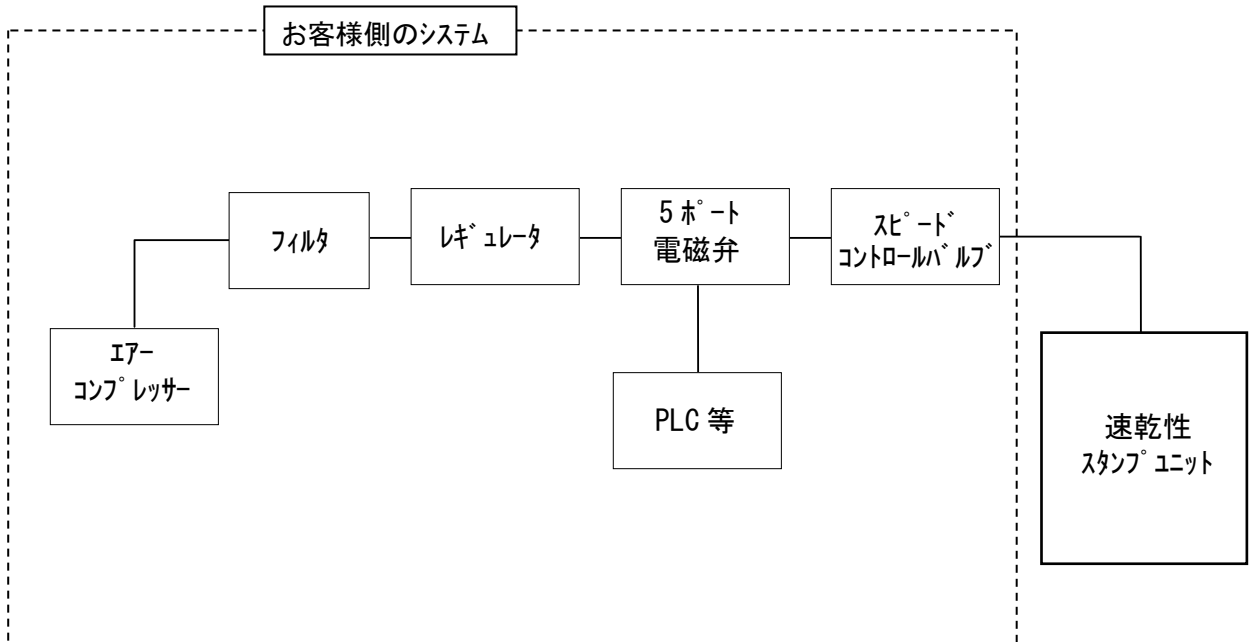 お客様側のシステム
フィルタ
レギュレータ
5ポート
電磁弁
スピード
コントロールバルブ
エアー
コンプレッサー
PLC等
速乾性
スタンプユニット